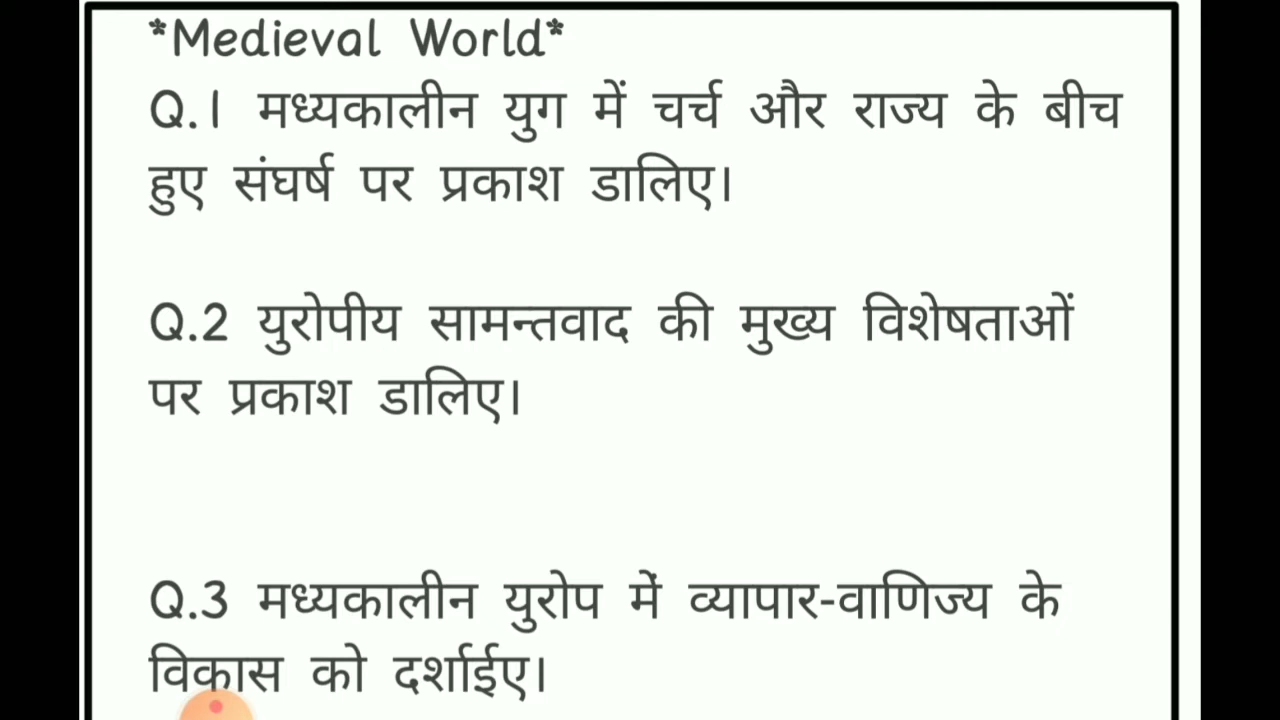 *Medieval World*
Q.1 मध्यकालीन युग में चर्च और राज्य के बीच
हुए संघर्ष पर प्रकाश डालिए।
Q.2 युरोपीय सामन्तवाद की मुख्य विशेषताओं
पर प्रकाश डालिए।
Q.3 मध्यकालीन युरोप में व्यापार-वाणिज्य के
विकास को दर्शाईए।